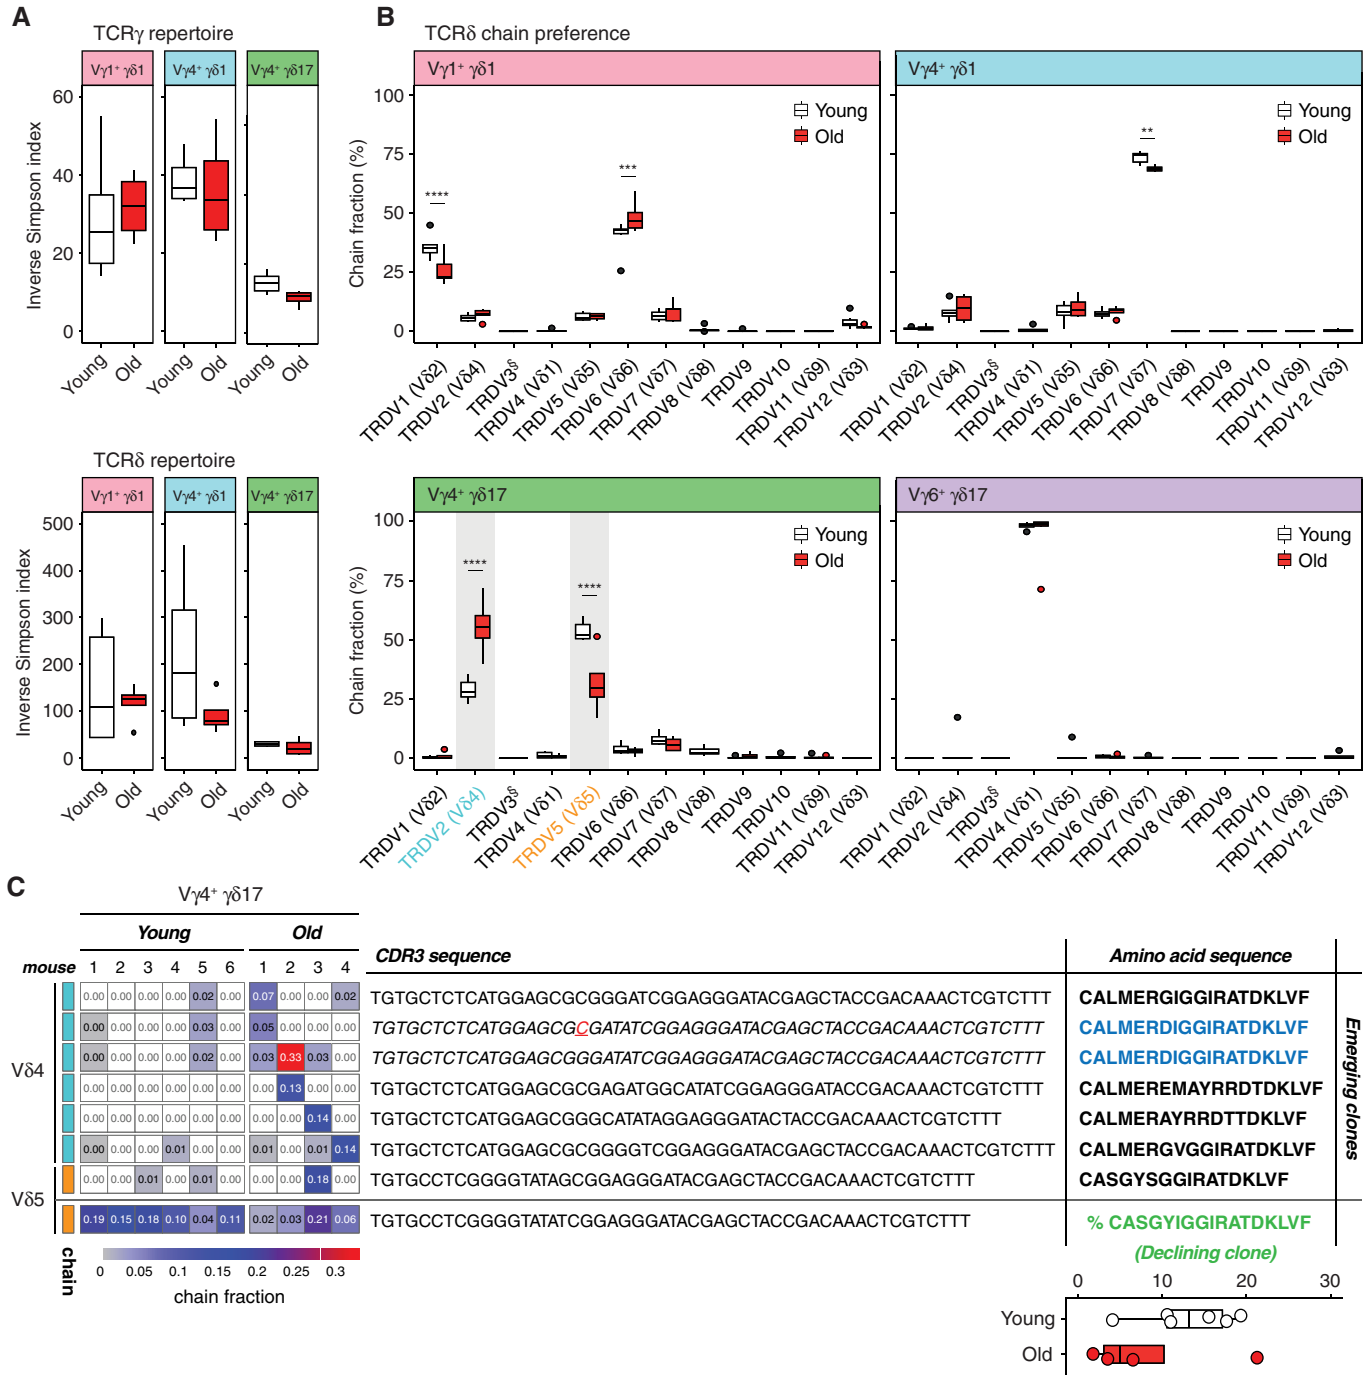 A
TCRγ repertoire
Vγ1⁺ γδ1 Vγ4⁺ γδ1 Vγ4⁺ γδ17
Inverse Simpson index
60
40
20
0
Young Old Young Old Young Old
TCRδ repertoire
Vγ1⁺ γδ1 Vγ4⁺ γδ1 Vγ4⁺ γδ17
Inverse Simpson index
500
400
300
200
100
0
Young Old Young Old Young Old
B
TCRδ chain preference
Vγ1⁺ γδ1
Chain fraction (%)
100
75
50
25
0
Young
Old
****
***
TRDV1 (Vδ2) TRDV2 (Vδ4) TRDV3§ TRDV4 (Vδ1) TRDV5 (Vδ5) TRDV6 (Vδ6) TRDV7 (Vδ7) TRDV8 (Vδ8) TRDV9 TRDV10 TRDV11 (Vδ9) TRDV12 (Vδ3)
Vγ4⁺ γδ1
Young
Old
**
TRDV1 (Vδ2) TRDV2 (Vδ4) TRDV3§ TRDV4 (Vδ1) TRDV5 (Vδ5) TRDV6 (Vδ6) TRDV7 (Vδ7) TRDV8 (Vδ8) TRDV9 TRDV10 TRDV11 (Vδ9) TRDV12 (Vδ3)
Vγ4⁺ γδ17
Chain fraction (%)
100
75
50
25
0
Young
Old
****
****
TRDV1 (Vδ2) TRDV2 (Vδ4) TRDV3§ TRDV4 (Vδ1) TRDV5 (Vδ5) TRDV6 (Vδ6) TRDV7 (Vδ7) TRDV8 (Vδ8) TRDV9 TRDV10 TRDV11 (Vδ9) TRDV12 (Vδ3)
Vγ6⁺ γδ17
Young
Old
TRDV1 (Vδ2) TRDV2 (Vδ4) TRDV3§ TRDV4 (Vδ1) TRDV5 (Vδ5) TRDV6 (Vδ6) TRDV7 (Vδ7) TRDV8 (Vδ8) TRDV9 TRDV10 TRDV11 (Vδ9) TRDV12 (Vδ3)
C
Vγ4⁺ γδ17
Young Old
mouse 1 2 3 4 5 6 1 2 3 4 CDR3 sequence Amino acid sequence
0.00 0.00 0.00 0.00 0.02 0.00 0.07 0.00 0.00 0.02 TGTGCTCTCATGGAGCGCGGGATCGGAGGGATACGAGCTACCGACAAACTCGTCTTT CALMERGIGGIRATDKLVF
0.00 0.00 0.00 0.00 0.03 0.00 0.05 0.00 0.00 0.00 TGTGCTCTCATGGAGCGCGATATCGGAGGGATACGAGCTACCGACAAACTCGTCTTT CALMERDIGGIRATDKLVF
0.00 0.00 0.00 0.00 0.02 0.00 0.03 0.33 0.03 0.00 TGTGCTCTCATGGAGCGGGATATCGGAGGGATACGAGCTACCGACAAACTCGTCTTT CALMERDIGGIRATDKLVF
0.00 0.00 0.00 0.00 0.00 0.00 0.00 0.13 0.00 0.00 TGTGCTCTCATGGAGCGCGAGATGGCATATCGGAGGGATACCGACAAACTCGTCTTT CALMEREMAYRRDTDKLVF
0.00 0.00 0.00 0.00 0.00 0.00 0.00 0.00 0.14 0.00 TGTGCTCTCATGGAGCGGGCATATAGGAGGGATACTACCGACAAACTCGTCTTT CALMERAYRRDTTDKLVF
0.00 0.00 0.00 0.01 0.00 0.00 0.01 0.00 0.01 0.14 TGTGCTCTCATGGAGCGCGGGGTCGGAGGGATACGAGCTACCGACAAACTCGTCTTT CALMERGVGGIRATDKLVF
0.00 0.00 0.01 0.00 0.01 0.00 0.00 0.00 0.18 0.00 TGTGCCTCGGGGTATAGCGGAGGGATACGAGCTACCGACAAACTCGTCTTT CASGYSGGIRATDKLVF
0.19 0.15 0.18 0.10 0.04 0.11 0.02 0.03 0.21 0.06 TGTGCCTCGGGGTATATCGGAGGGATACGAGCTACCGACAAACTCGTCTTT % CASGYIGGIRATDKLVF
Vδ4
Vδ5
Emerging clones
(Declining clone)
chain
0 0.05 0.1 0.15 0.2 0.25 0.3
chain fraction
0 10 20 30
Young
Old